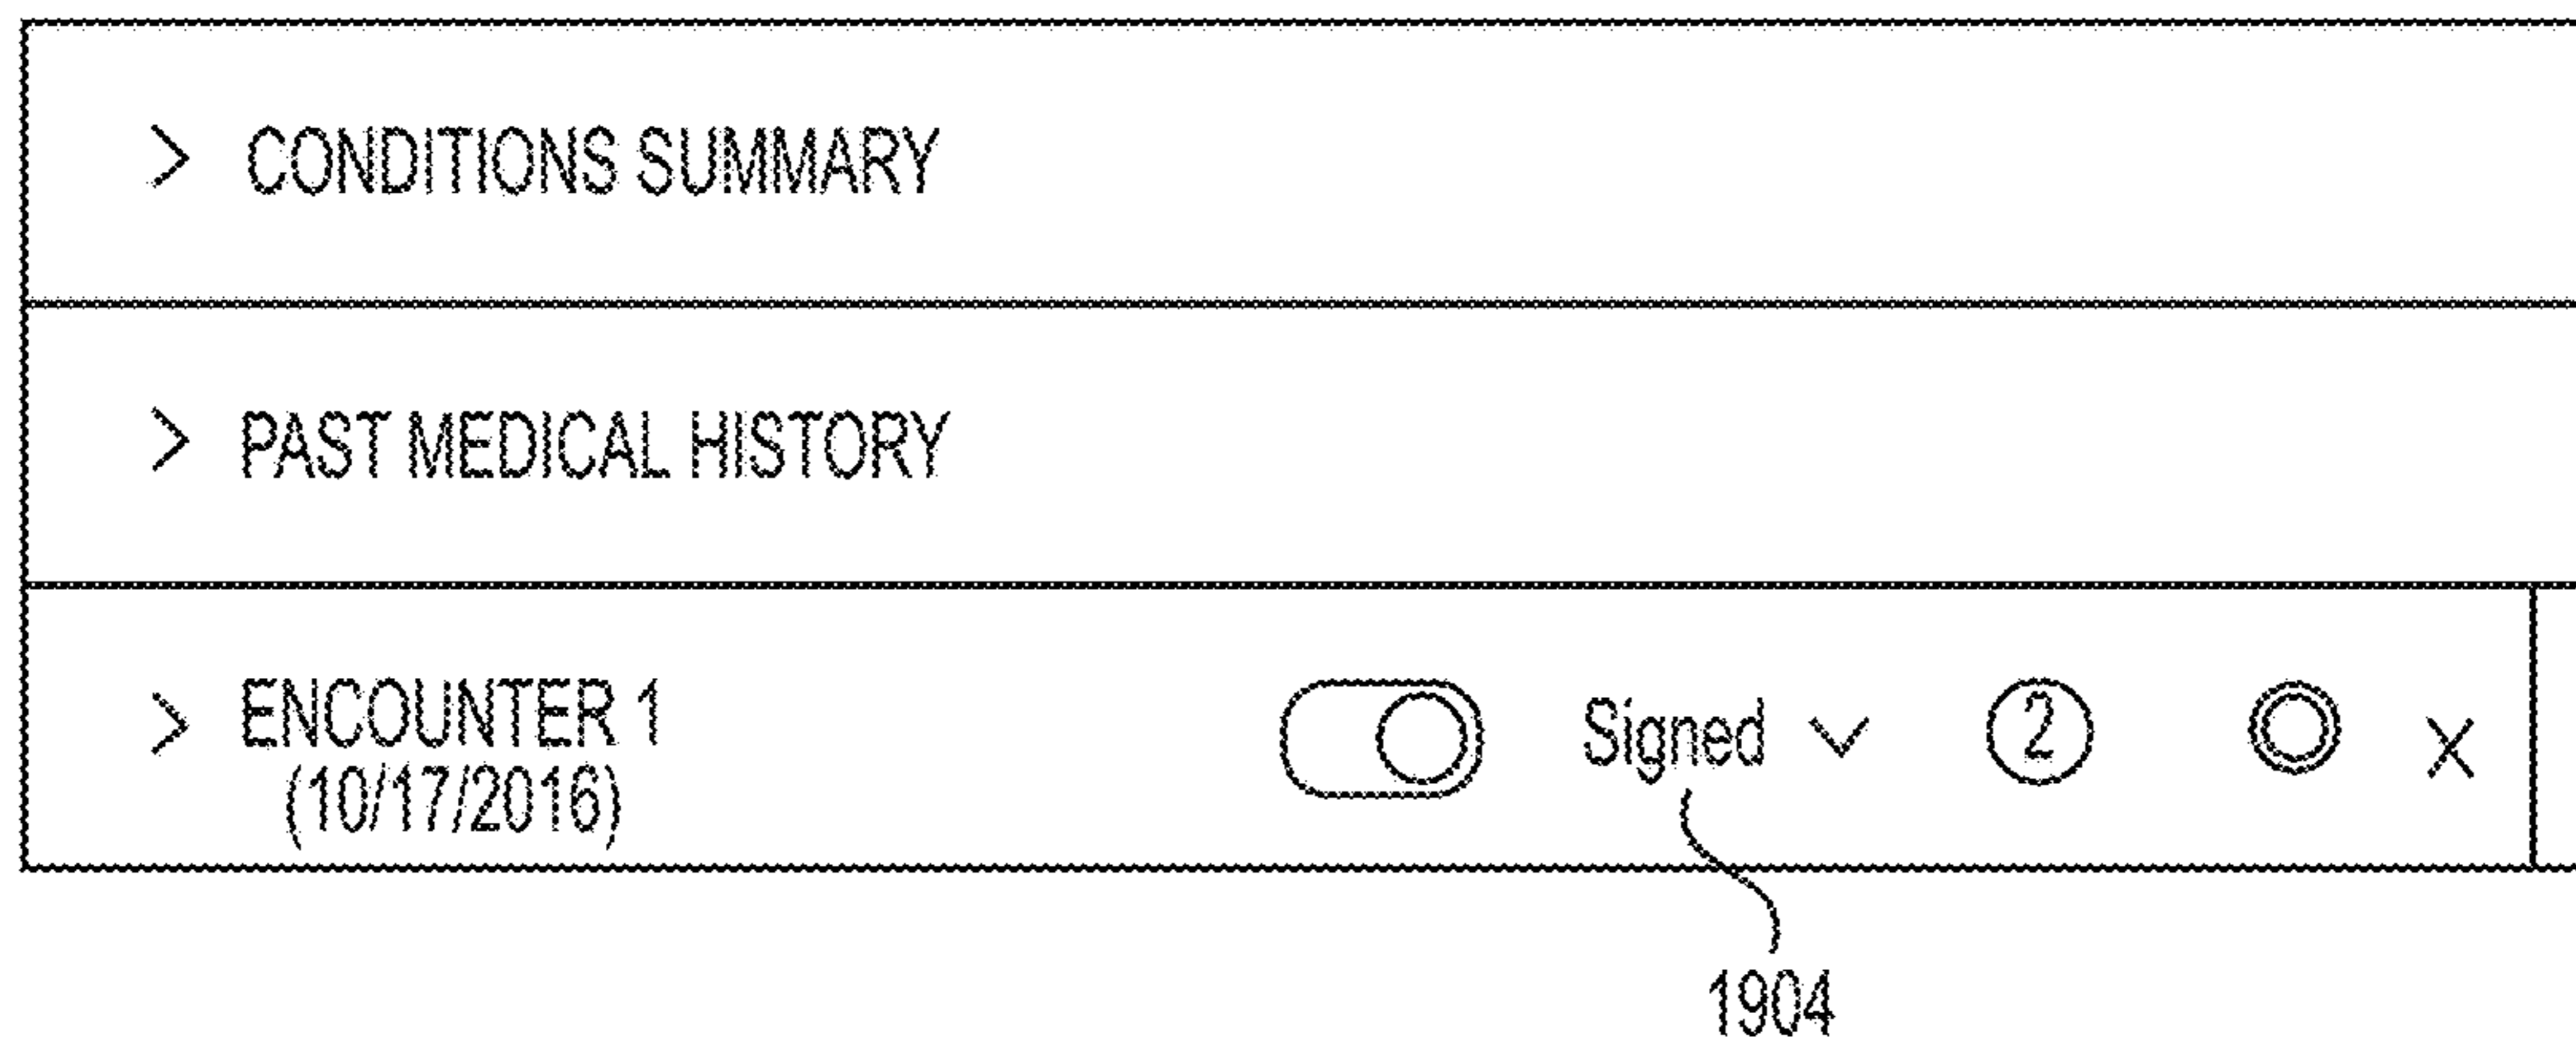 > CONDITIONS SUMMARY
> PAST MEDICAL HISTORY
> ENCOUNTER 1
(10/17/2016)
Signed
2
X
1904